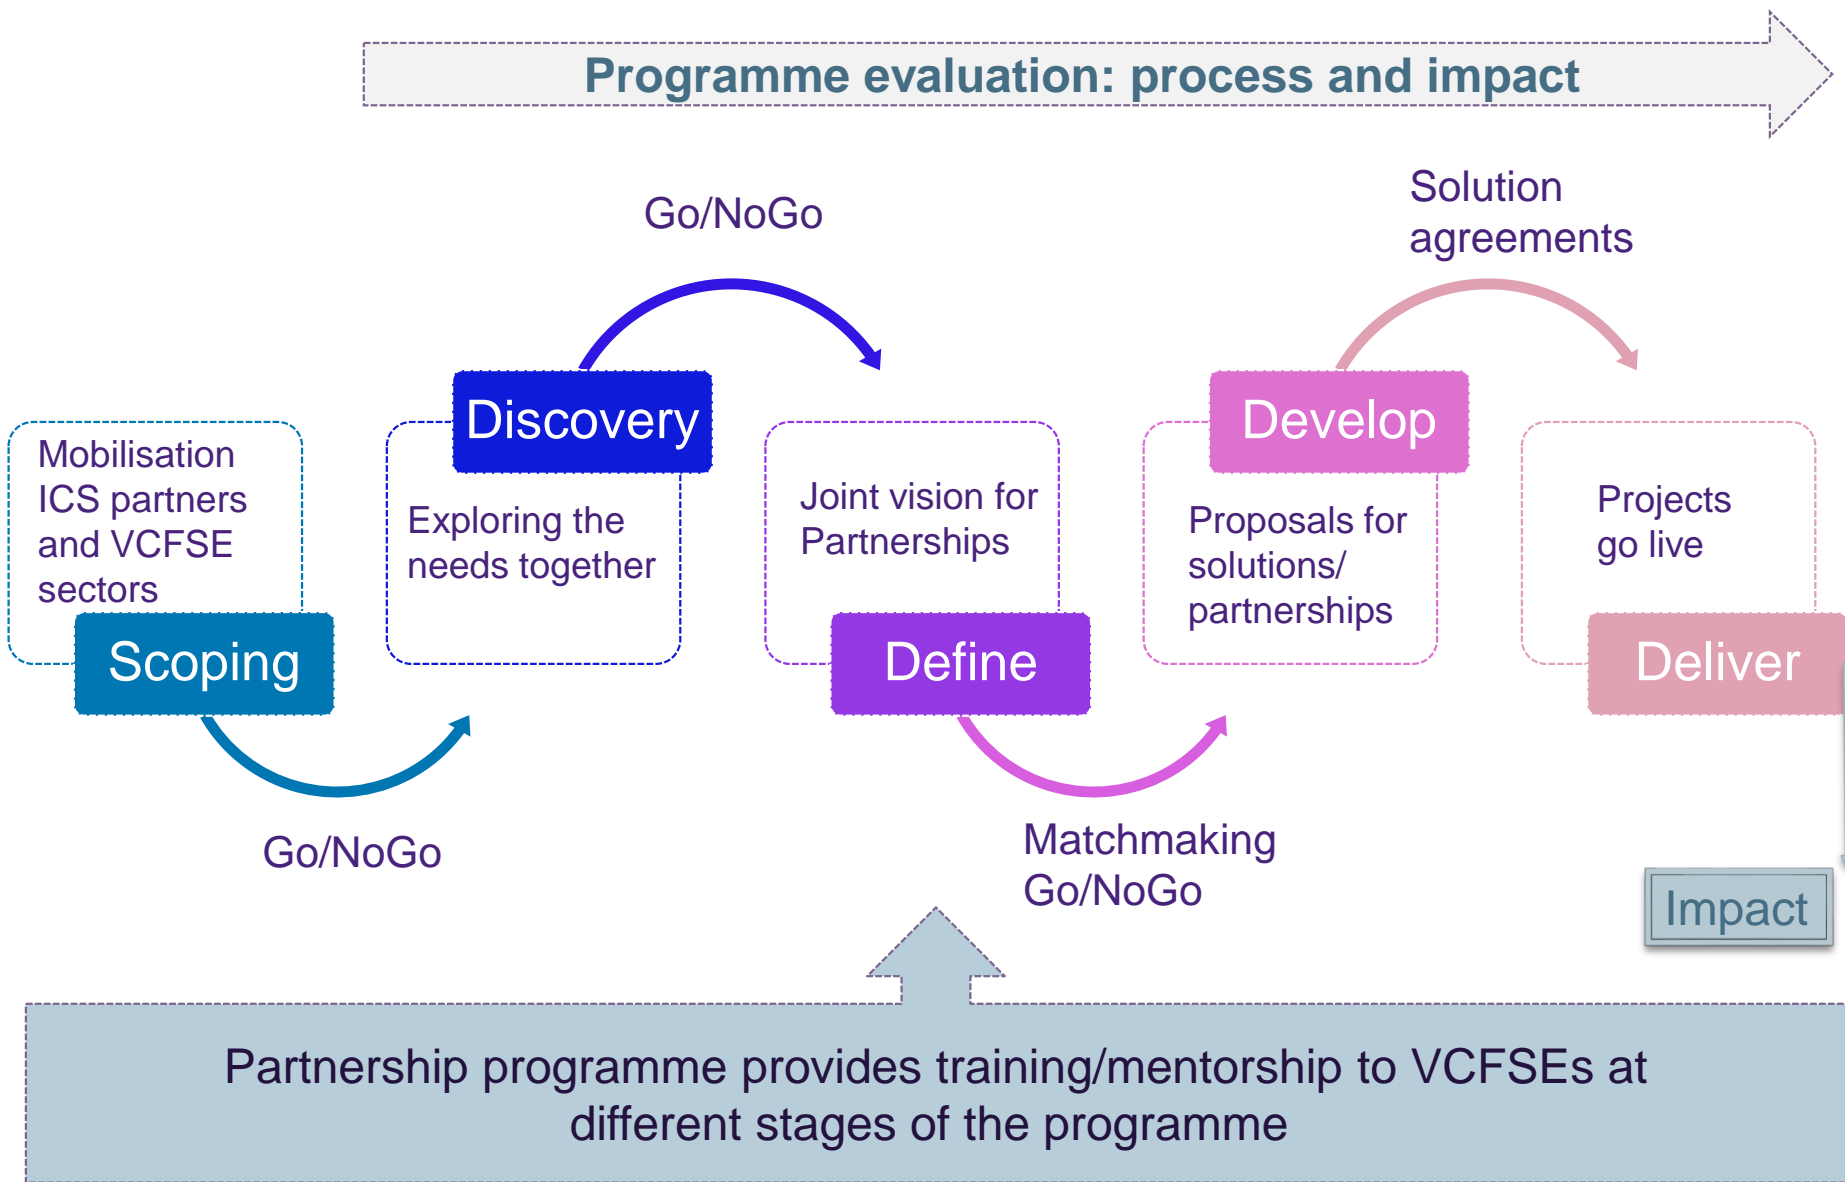 Programme evaluation: process and impact
Go/NoGo
Solution
agreements
Discovery
Develop
Mobilisation
ICS partners
and VCFSE
sectors
Scoping
Exploring the
needs together
Joint vision for
Partnerships
Define
Proposals for
solutions/
partnerships
Projects
go live
Deliver
Go/NoGo
Matchmaking
Go/NoGo
Impact
Partnership programme provides training/mentorship to VCFSEs at
different stages of the programme